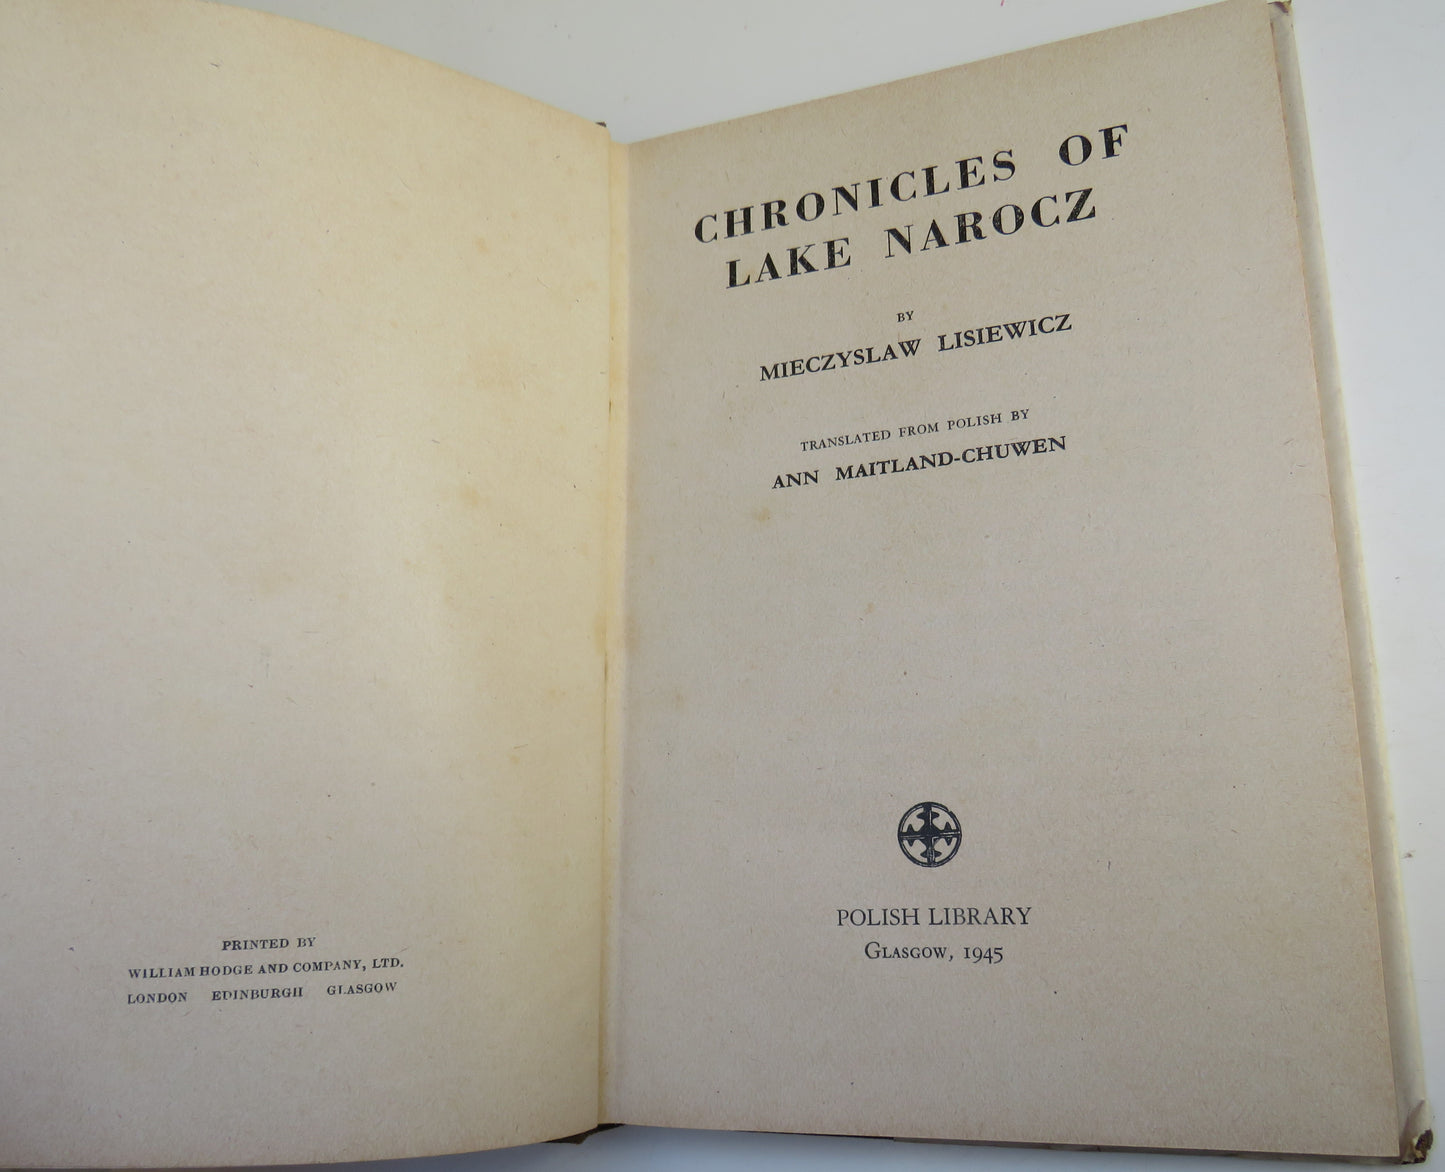 PRINTED BY
WILLIAM HODGE AND COMPANY, LTD.
LONDON EDINBURGH GLASGOW
CHRONICLES OF
LAKE NAROCZ
BY
MIECZYSLAW LISIEWICZ
TRANSLATED FROM POLISH BY
ANN MAITLAND-CHUWEN
POLISH LIBRARY
GLASGOW, 1945